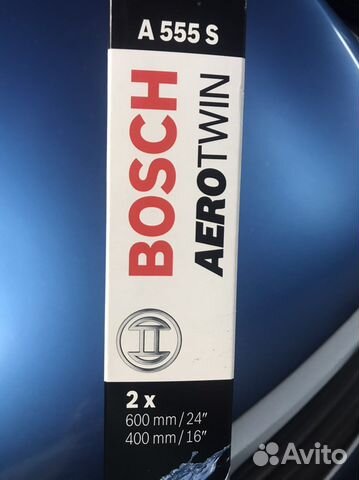 A 555 S
BOSCH
AEROTWIN
2 x
600 mm / 24"
400 mm / 16"
Avito